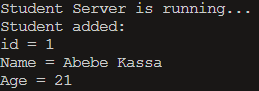 Student Server is running...
Student added:
id = 1
Name = Abebe Kassa
Age = 21